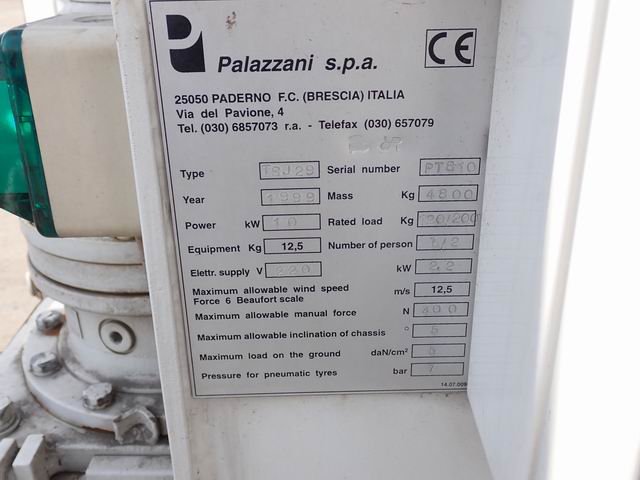 P
Palazzani s.p.a.
CE
25050 PADERNO F.C. (BRESCIA) ITALIA
Via del Pavione, 4
Tel. (030) 6857073 r.a. - Telefax (030) 657079
Type TSJ29 Serial number
Year 1999 Mass Kg 4800
Power kW 10 Rated load Kg /200
Equipment Kg 12,5 Number of person 1/2
Elettr. supply V 220 kW 2,2
Maximum allowable wind speed m/s 12,5
Force 6 Beaufort scale
Maximum allowable manual force N 400
Maximum allowable inclination of chassis ° 5
Maximum load on the ground daN/cm² 5
Pressure for pneumatic tyres bar 7